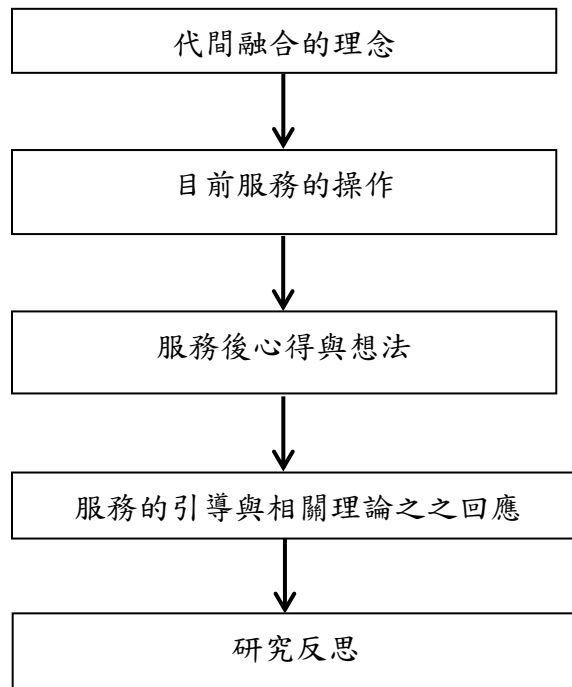 代間融合的理念
目前服務的操作
服務後心得與想法
服務的引導與相關理論之之回應
研究反思